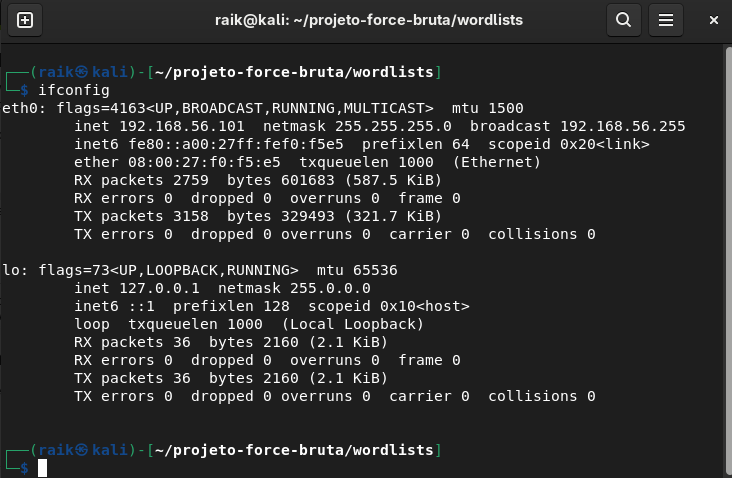 raik@kali: ~/projeto-force-bruta/wordlists
┌──(raik㉿kali)-[~/projeto-force-bruta/wordlists]
└─$ ifconfig
eth0: flags=4163<UP,BROADCAST,RUNNING,MULTICAST>  mtu 1500
        inet 192.168.56.101  netmask 255.255.255.0  broadcast 192.168.56.255
        inet6 fe80::a00:27ff:fef0:f5e5  prefixlen 64  scopeid 0x20<link>
        ether 08:00:27:f0:f5:e5  txqueuelen 1000  (Ethernet)
        RX packets 2759  bytes 601683 (587.5 KiB)
        RX errors 0  dropped 0  overruns 0  frame 0
        TX packets 3158  bytes 329493 (321.7 KiB)
        TX errors 0  dropped 0 overruns 0  carrier 0  collisions 0
lo: flags=73<UP,LOOPBACK,RUNNING>  mtu 65536
        inet 127.0.0.1  netmask 255.0.0.0
        inet6 ::1  prefixlen 128  scopeid 0x10<host>
        loop  txqueuelen 1000  (Local Loopback)
        RX packets 36  bytes 2160 (2.1 KiB)
        RX errors 0  dropped 0  overruns 0  frame 0
        TX packets 36  bytes 2160 (2.1 KiB)
        TX errors 0  dropped 0 overruns 0  carrier 0  collisions 0
┌──(raik㉿kali)-[~/projeto-force-bruta/wordlists]
└─$